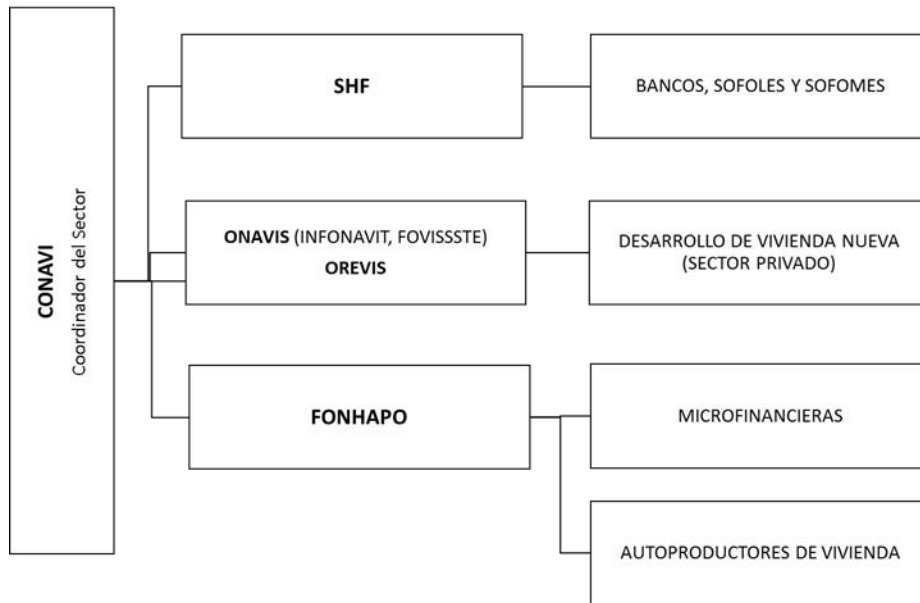 CONAVI
Coordinador del Sector
SHF
BANCOS, SOFOLES Y SOFOMES
ONAVIS (INFONAVIT, FOVISSSTE)
OREVIS
DESARROLLO DE VIVIENDA NUEVA
(SECTOR PRIVADO)
FONHAPO
MICROFINANCIERAS
AUTOPRODUCTORES DE VIVIENDA